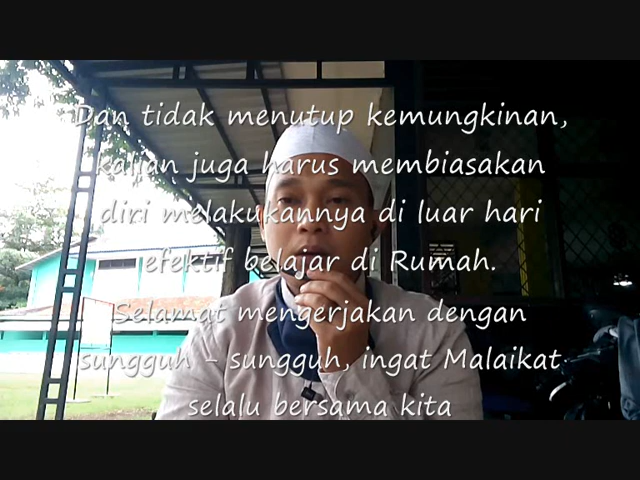 Dan tidak menutup kemungkinan,
kalian juga harus membiasakan
diri melakukannya di luar hari
efektif belajar di Rumah.
Selamat mengerjakan dengan
sungguh - sungguh, ingat Malaikat
selalu bersama kita